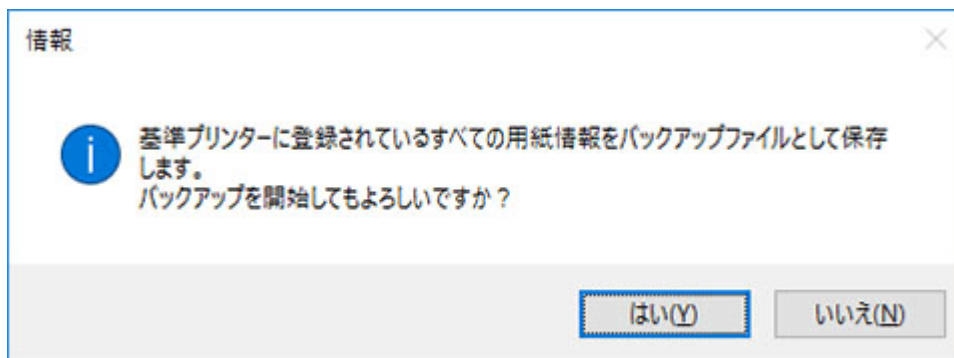 情報
基準プリンターに登録されているすべての用紙情報をバックアップファイルとして保存
します。
バックアップを開始してもよろしいですか？
はい(Y)
いいえ(N)